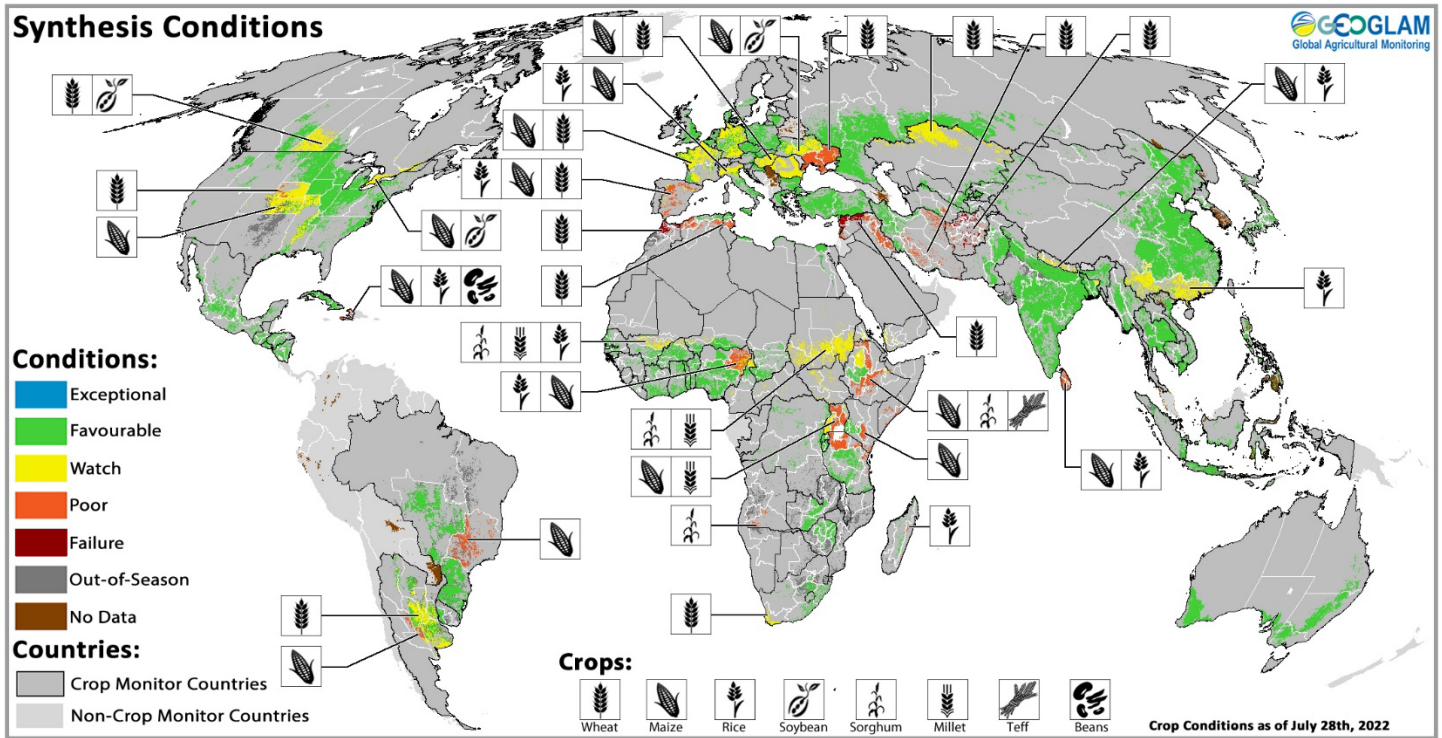 Synthesis Conditions
GEOGLAM
Global Agricultural Monitoring
Conditions:
Exceptional
Favourable
Watch
Poor
Failure
Out-of-Season
No Data
Countries:
Crop Monitor Countries
Non-Crop Monitor Countries
Crops:
Wheat
Maize
Rice
Soybean
Sorghum
Millet
Teff
Beans
Crop Conditions as of July 28th, 2022